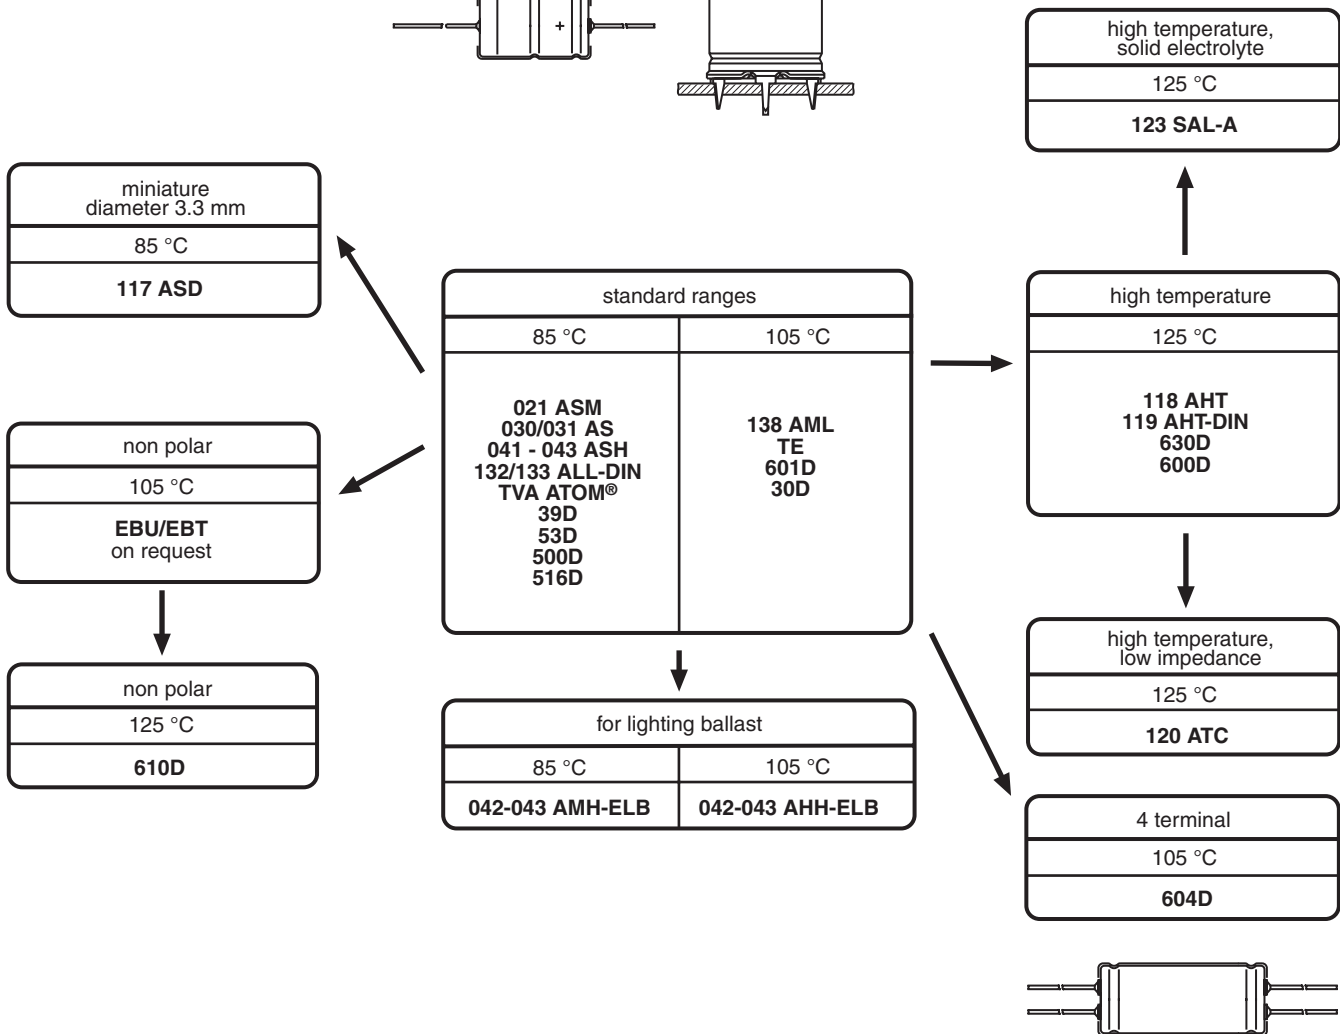 +
high temperature,
solid electrolyte
125 °C
123 SAL-A
miniature
diameter 3.3 mm
85 °C
117 ASD
non polar
105 °C
EBU/EBT
on request
non polar
125 °C
610D
standard ranges
85 °C
105 °C
021 ASM
030/031 AS
041 - 043 ASH
132/133 ALL-DIN
TVA ATOM®
39D
53D
500D
516D
138 AML
TE
601D
30D
for lighting ballast
85 °C
105 °C
042-043 AMH-ELB
042-043 AHH-ELB
high temperature
125 °C
118 AHT
119 AHT-DIN
630D
600D
high temperature,
low impedance
125 °C
120 ATC
4 terminal
105 °C
604D